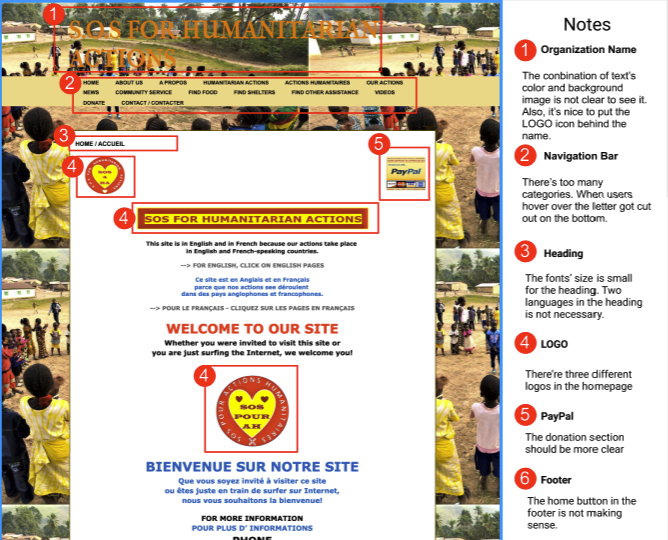 1
S.O.S FOR HUMANITARIAN
ACTIONS
2
HOME ABOUT US A PROPOS HUMANITARIAN ACTIONS ACTIONS HUMANITAIRES OUR ACTIONS
NEWS COMMUNITY SERVICE FIND FOOD FIND SHELTERS FIND OTHER ASSISTANCE VIDEOS
DONATE CONTACT / CONTACTER
3
HOME / ACCUEIL
4
SOS
4
HA
5
PayPal
4
SOS FOR HUMANITARIAN ACTIONS
This site is in English and in French because our actions take place
in English and French-speaking countries.
---> FOR ENGLISH, CLICK ON ENGLISH PAGES
Ce site est en Anglais et en Français
parce que nos actions see déroulent
dans des pays anglophones et francophones.
---> POUR LE FRANÇAIS - CLIQUEZ SUR LES PAGES EN FRANÇAIS
WELCOME TO OUR SITE
Whether you were invited to visit this site or
you are just surfing the Internet, we welcome you!
4
SOS POUR ACTIONS HUMANITAIRES
SOS
POUR
AH
BIENVENUE SUR NOTRE SITE
Que vous soyez invité à visiter ce site
ou êtes juste en train de surfer sur Internet,
nous vous souhaitons la bienvenue!
FOR MORE INFORMATION
POUR PLUS D' INFORMATIONS
PHONE
Notes
1 Organization Name
The conbination of text's
color and background
image is not clear to see it.
Also, it's nice to put the
LOGO icon behind the
name.
2 Navigation Bar
There's too many
categories. When users
hover over the letter got cut
out on the bottom.
3 Heading
The fonts' size is small
for the heading. Two
languages in the heading
is not necessary.
4 LOGO
There're three different
logos in the homepage
5 PayPal
The donation section
should be more clear
6 Footer
The home button in the
footer is not making
sense.